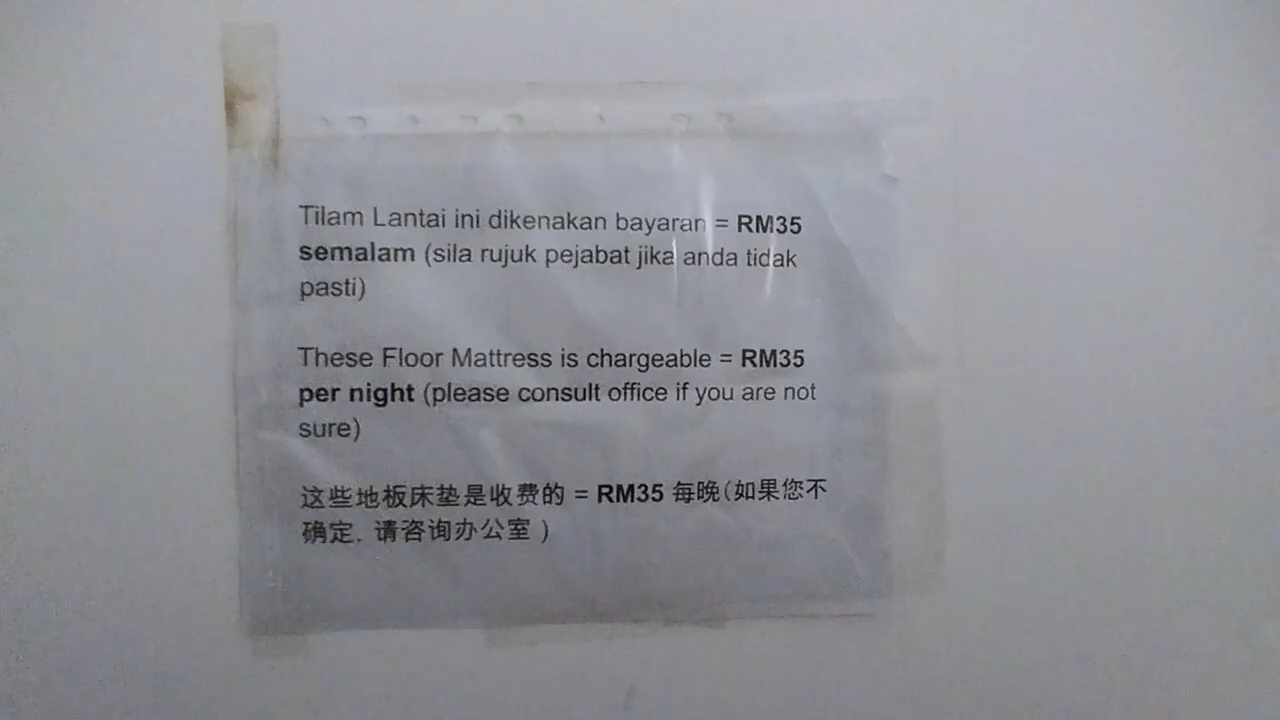 Tilam Lantai ini dikenakan bayaran = RM35
semalam (sila rujuk pejabat jika anda tidak
pasti)
These Floor Mattress is chargeable = RM35
per night (please consult office if you are not
sure)
这些地板床垫是收费的 = RM35 每晚(如果您不
确定, 请咨询办公室 )